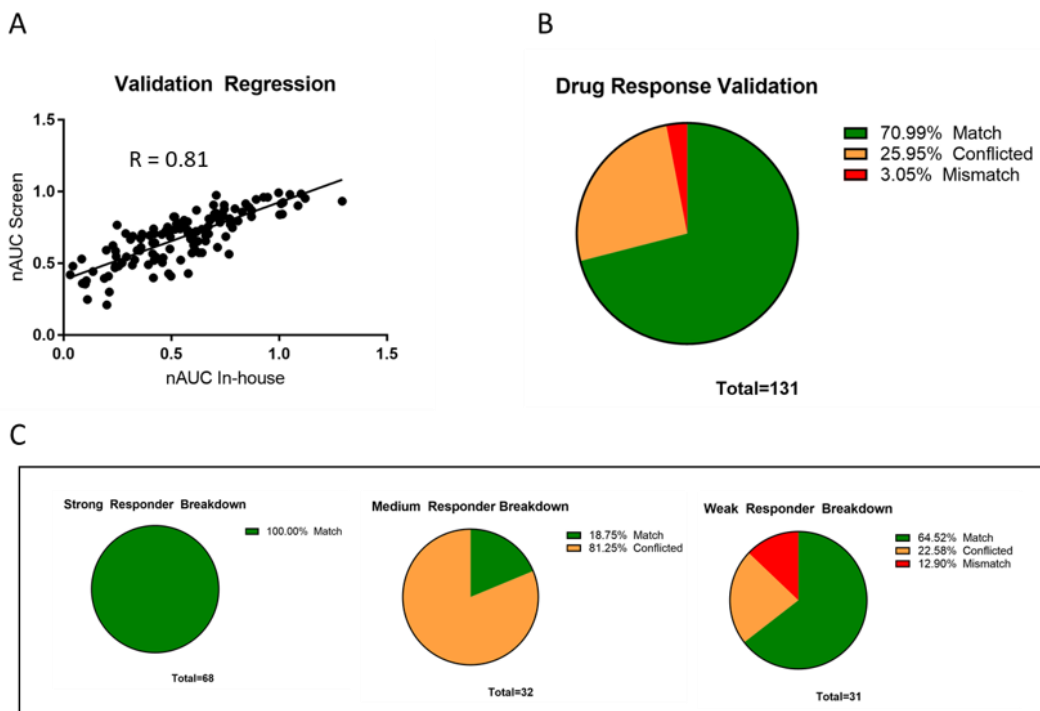 A
Validation Regression
R = 0.81
nAUC Screen
1.5
1.0
0.5
0.0
0.0
0.5
1.0
1.5
nAUC In-house
B
Drug Response Validation
70.99% Match
25.95% Conflicted
3.05% Mismatch
Total=131
C
Strong Responder Breakdown
100.00% Match
Total=68
Medium Responder Breakdown
18.75% Match
81.25% Conflicted
Total=32
Weak Responder Breakdown
64.52% Match
22.58% Conflicted
12.90% Mismatch
Total=31